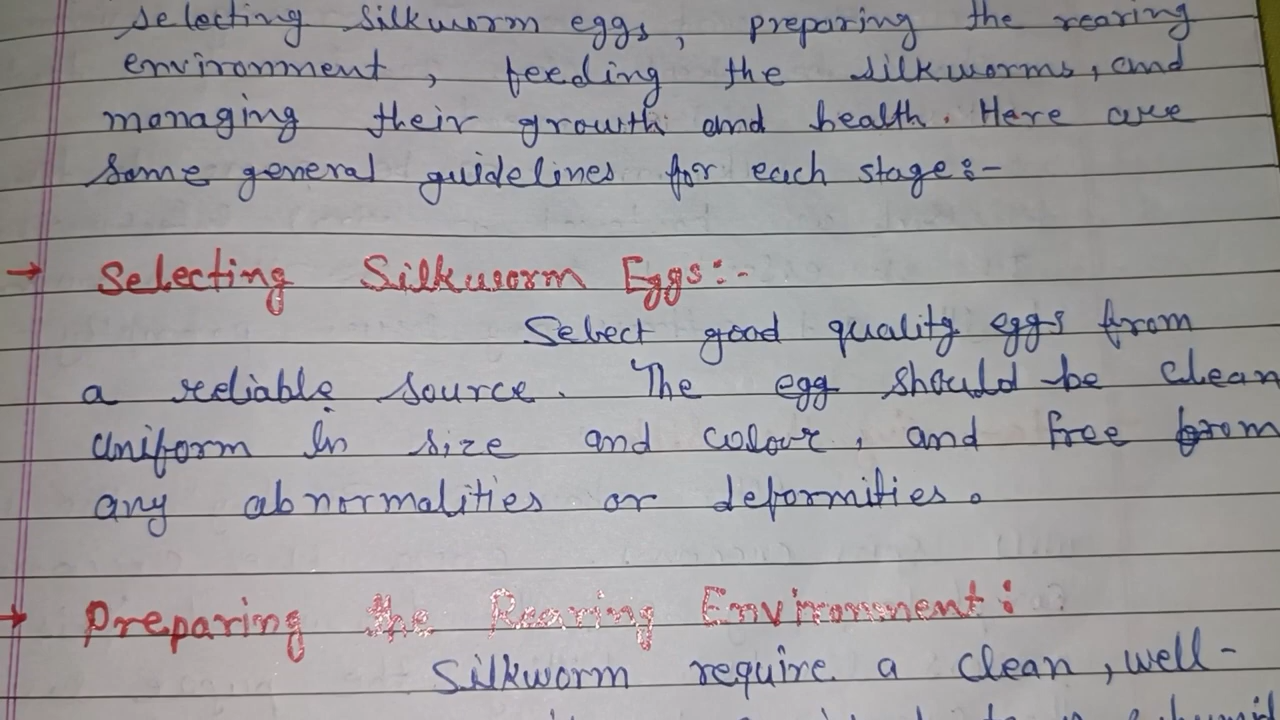 selecting silkworm eggs, preparing the rearing
environment, feeding the silkworms, and
managing their growth and health. Here are
some general guidelines for each stage:-
→ Selecting Silkworm Eggs:-
Select good quality eggs from
a reliable source. The egg should be clean
uniform in size and colour, and free from
any abnormalities or deformities.
→ Preparing the Rearing Environment:
Silkworm require a clean, well-